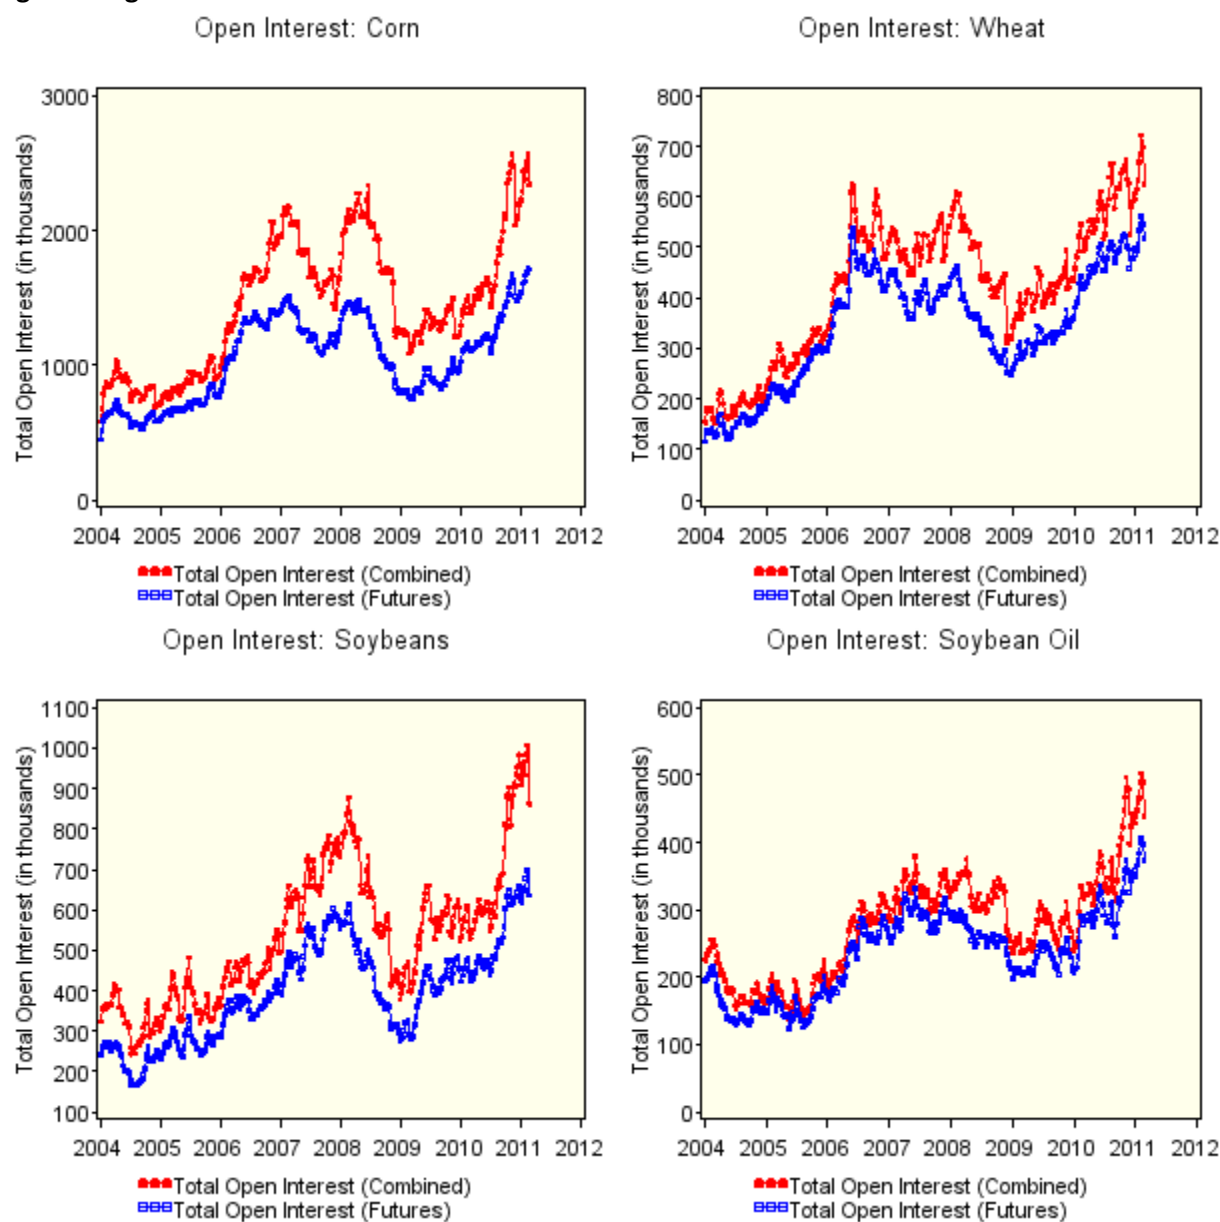 Open Interest: Corn
Total Open Interest (in thousands)
3000
2000
1000
0
2004 2005 2006 2007 2008 2009 2010 2011 2012
Total Open Interest (Combined)
Total Open Interest (Futures)
Open Interest: Wheat
Total Open Interest (in thousands)
800
700
600
500
400
300
200
100
0
2004 2005 2006 2007 2008 2009 2010 2011 2012
Total Open Interest (Combined)
Total Open Interest (Futures)
Open Interest: Soybeans
Total Open Interest (in thousands)
1100
1000
900
800
700
600
500
400
300
200
100
2004 2005 2006 2007 2008 2009 2010 2011 2012
Total Open Interest (Combined)
Total Open Interest (Futures)
Open Interest: Soybean Oil
Total Open Interest (in thousands)
600
500
400
300
200
100
0
2004 2005 2006 2007 2008 2009 2010 2011 2012
Total Open Interest (Combined)
Total Open Interest (Futures)